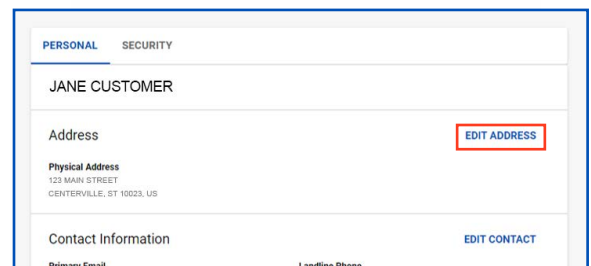 PERSONAL SECURITY
JANE CUSTOMER
Address EDIT ADDRESS
Physical Address
123 MAIN STREET
CENTERVILLE, ST 10023, US
Contact Information EDIT CONTACT
Primary Email Landline Phone